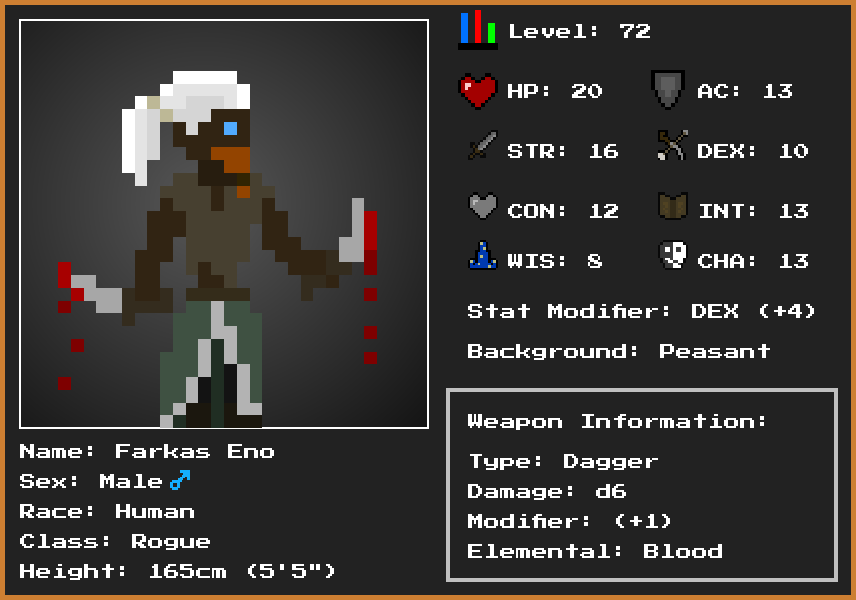 Level: 72
HP: 20
AC: 13
STR: 16
DEX: 10
CON: 12
INT: 13
WIS: 8
CHA: 13
Stat Modifier: DEX (+4)
Background: Peasant
Weapon Information:
Type: Dagger
Damage: d6
Modifier: (+1)
Elemental: Blood
Name: Farkas Eno
Sex: Male♂
Race: Human
Class: Rogue
Height: 165cm (5'5")